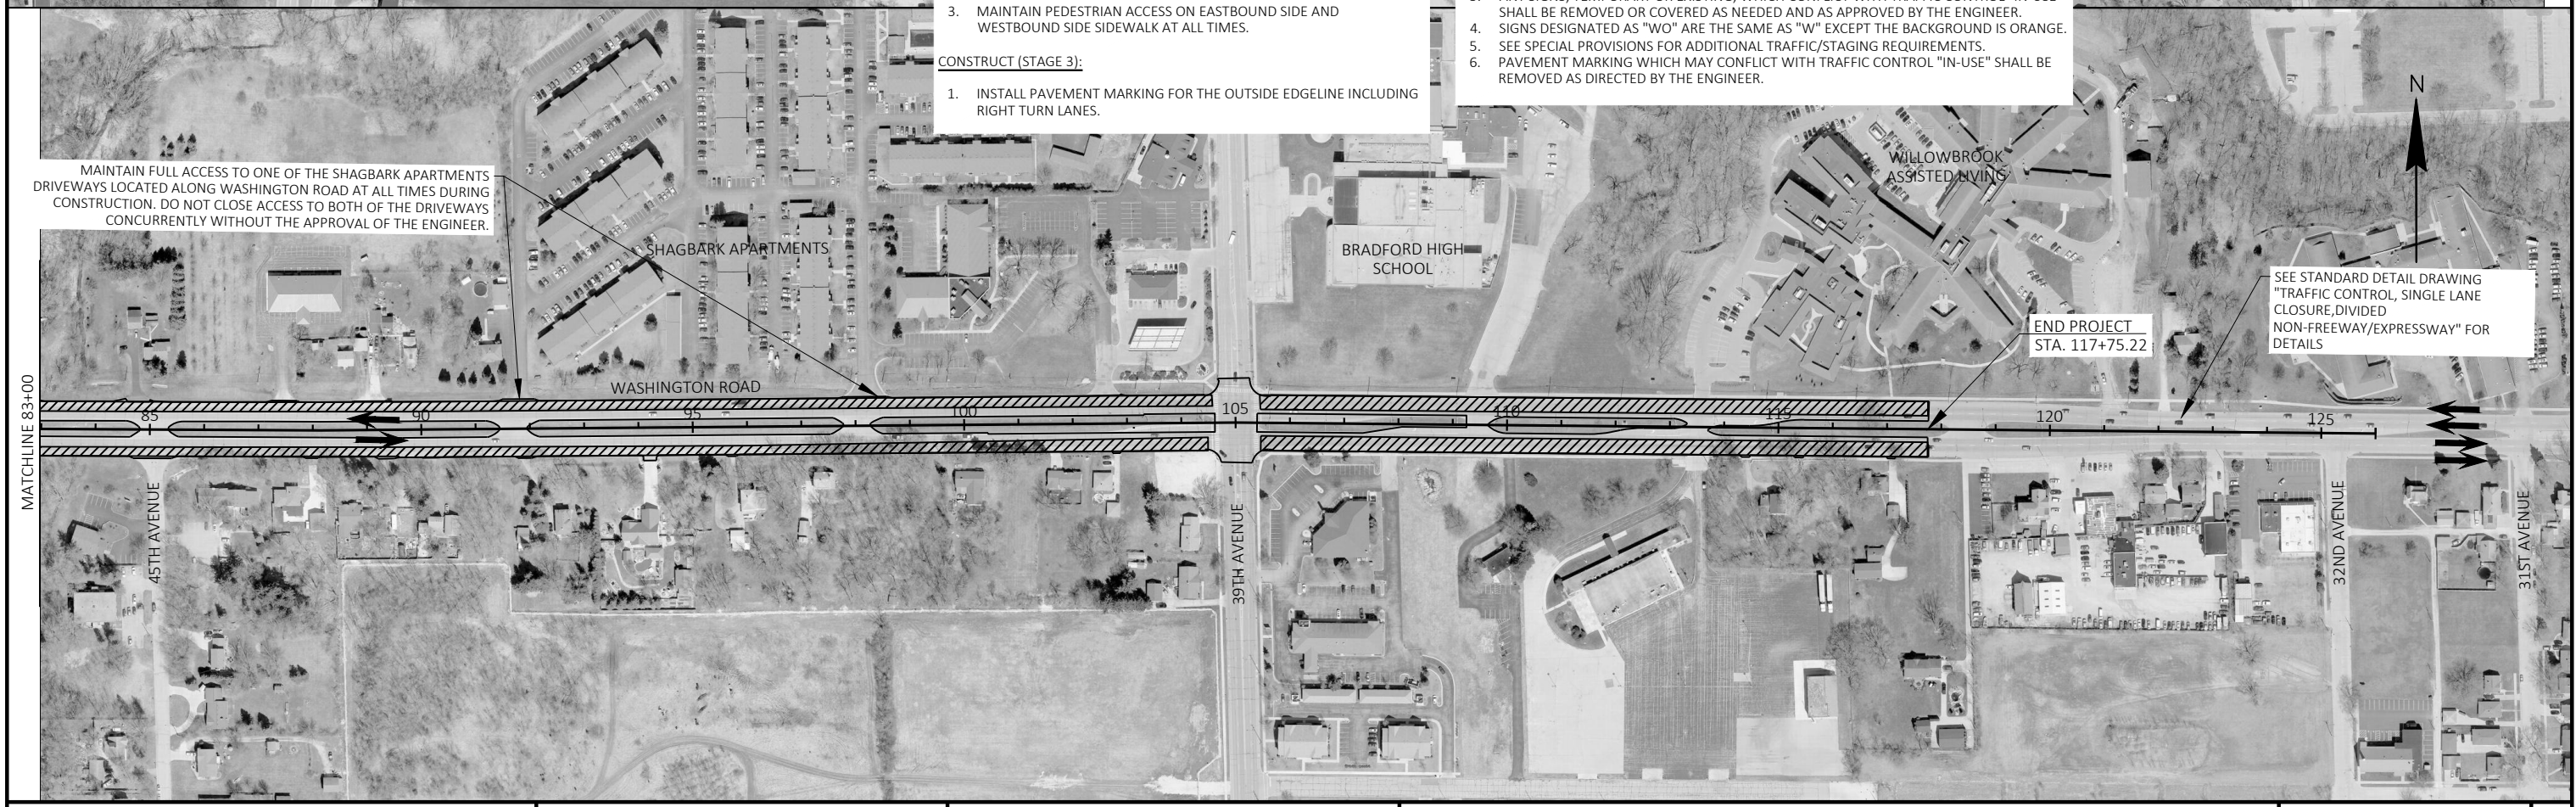 3. MAINTAIN PEDESTRIAN ACCESS ON EASTBOUND SIDE AND
WESTBOUND SIDE SIDEWALK AT ALL TIMES.
CONSTRUCT (STAGE 3):
1. INSTALL PAVEMENT MARKING FOR THE OUTSIDE EDGELINE INCLUDING
RIGHT TURN LANES.
SHALL BE REMOVED OR COVERED AS NEEDED AND AS APPROVED BY THE ENGINEER.
4. SIGNS DESIGNATED AS "WO" ARE THE SAME AS "W" EXCEPT THE BACKGROUND IS ORANGE.
5. SEE SPECIAL PROVISIONS FOR ADDITIONAL TRAFFIC/STAGING REQUIREMENTS.
6. PAVEMENT MARKING WHICH MAY CONFLICT WITH TRAFFIC CONTROL "IN-USE" SHALL BE
REMOVED AS DIRECTED BY THE ENGINEER.
N
MAINTAIN FULL ACCESS TO ONE OF THE SHAGBARK APARTMENTS
DRIVEWAYS LOCATED ALONG WASHINGTON ROAD AT ALL TIMES DURING
CONSTRUCTION. DO NOT CLOSE ACCESS TO BOTH OF THE DRIVEWAYS
CONCURRENTLY WITHOUT THE APPROVAL OF THE ENGINEER.
WILLOWBROOK
ASSISTED LIVING
SHAGBARK APARTMENTS
BRADFORD HIGH
SCHOOL
SEE STANDARD DETAIL DRAWING
"TRAFFIC CONTROL, SINGLE LANE
CLOSURE,DIVIDED
NON-FREEWAY/EXPRESSWAY" FOR
DETAILS
END PROJECT
STA. 117+75.22
WASHINGTON ROAD
MATCHLINE 83+00
85
90
95
100
105
110
115
120
125
45TH AVENUE
39TH AVENUE
32ND AVENUE
31ST AVENUE